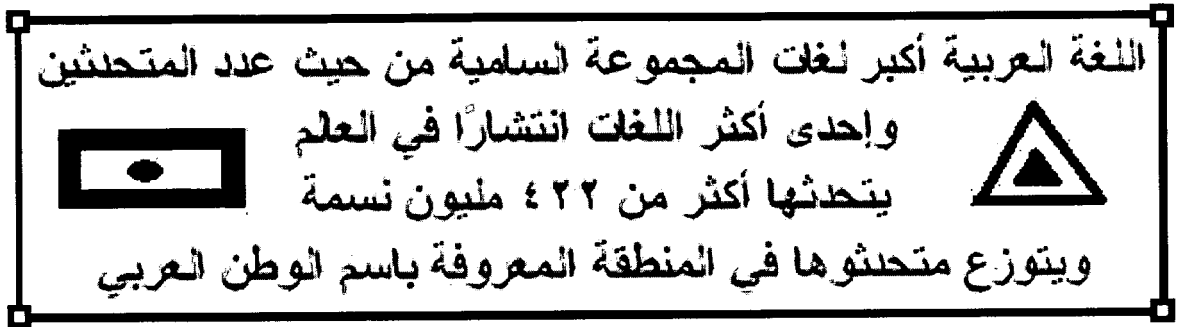 اللغة العربية أكبر لغات المجموعة السامية من حيث عدد المتحدثين
وإحدى أكثر اللغات انتشارًا في العالم
يتحدثها أكثر من ٤٢٢ مليون نسمة
ويتوزع متحدثوها في المنطقة المعروفة باسم الوطن العربي